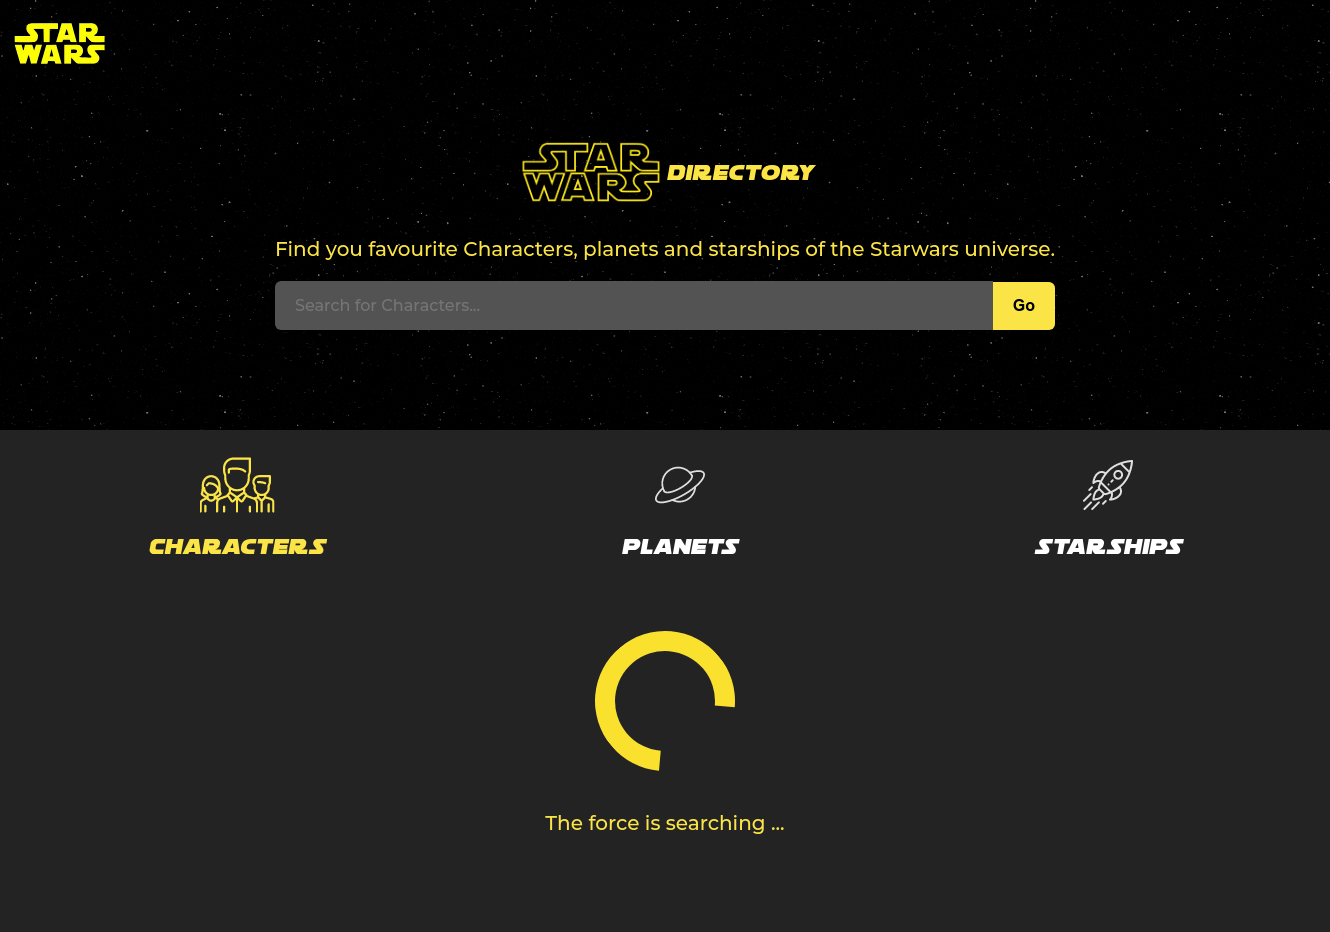 STAR
WARS
STAR
WARS DIRECTORY
Find you favourite Characters, planets and starships of the Starwars universe.
Search for Characters... Go
CHARACTERS PLANETS STARSHIPS
The force is searching ...